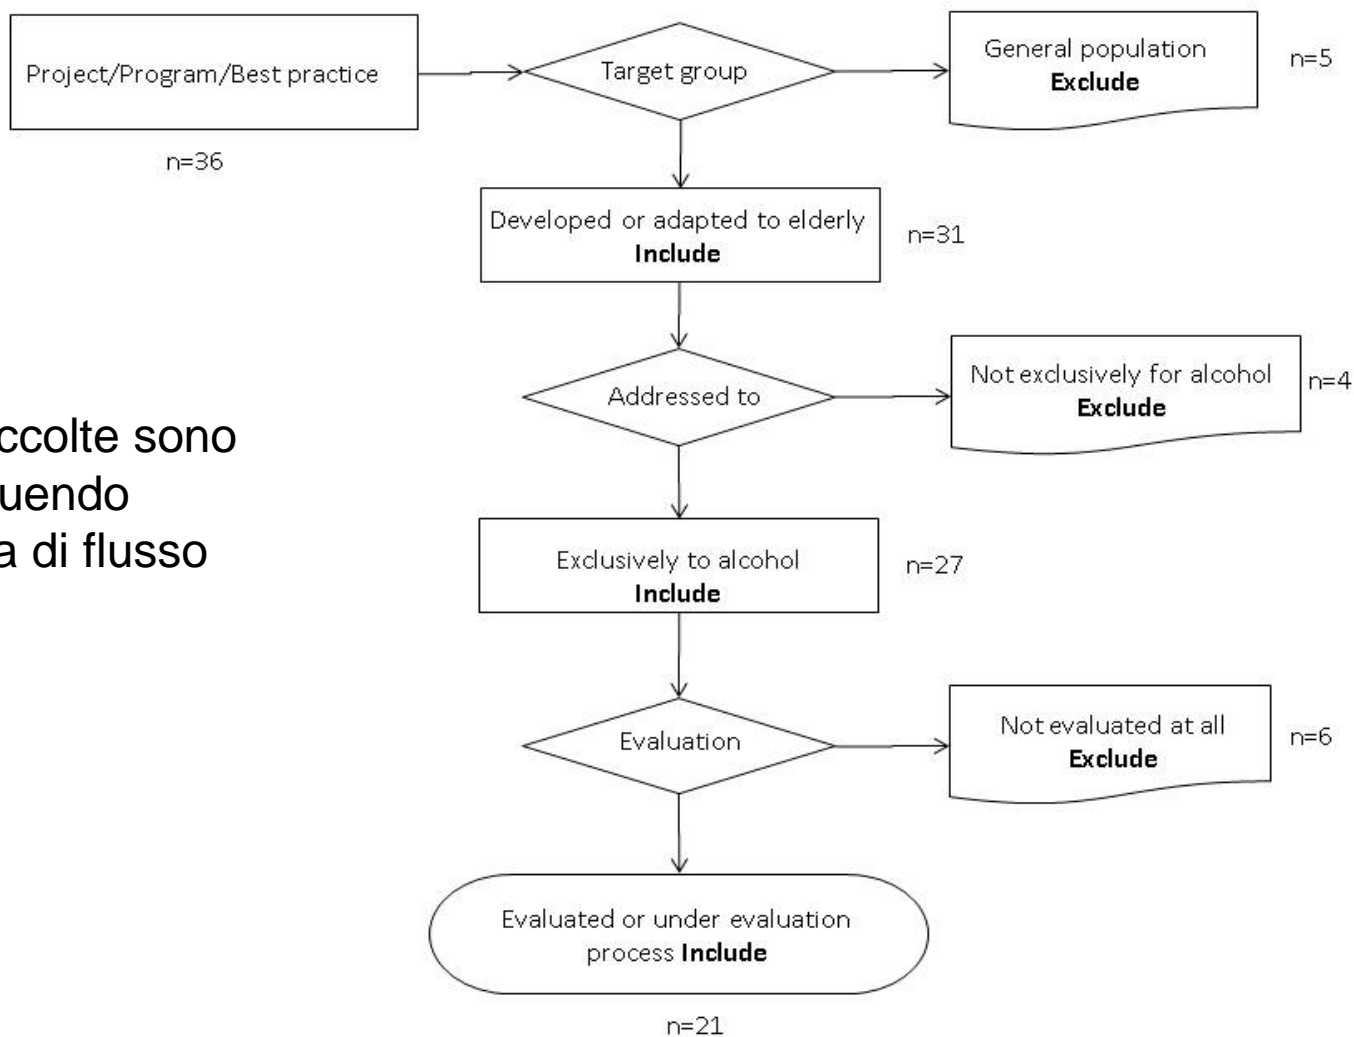 Project/Program/Best practice
n=36
Target group
General population
Exclude
n=5
Developed or adapted to elderly
Include
n=31
Addressed to
Not exclusively for alcohol
Exclude
n=4
ccolte sono
uendo
a di flusso
Exclusively to alcohol
Include
n=27
Evaluation
Not evaluated at all
Exclude
n=6
Evaluated or under evaluation
process Include
n=21